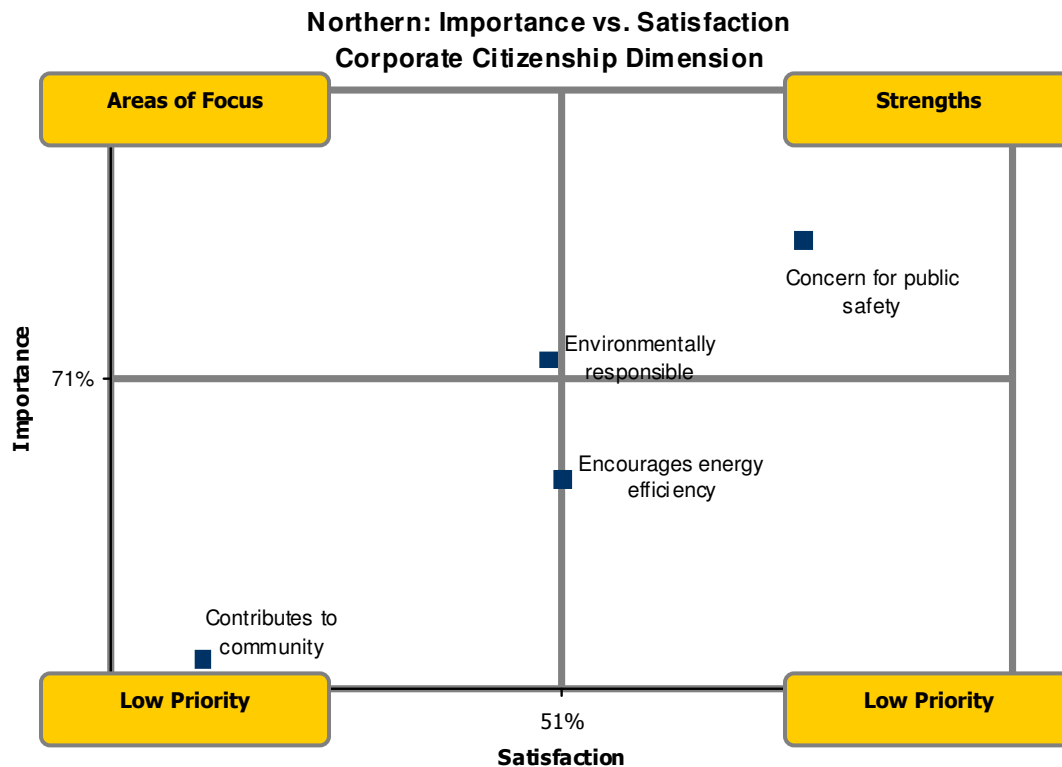 Northern: Importance vs. Satisfaction
Corporate Citizenship Dimension
Areas of Focus
Strengths
Concern for public
safety
Environmentally
responsible
71%
Importance
Encourages energy
efficiency
Contributes to
community
Low Priority
Low Priority
51%
Satisfaction